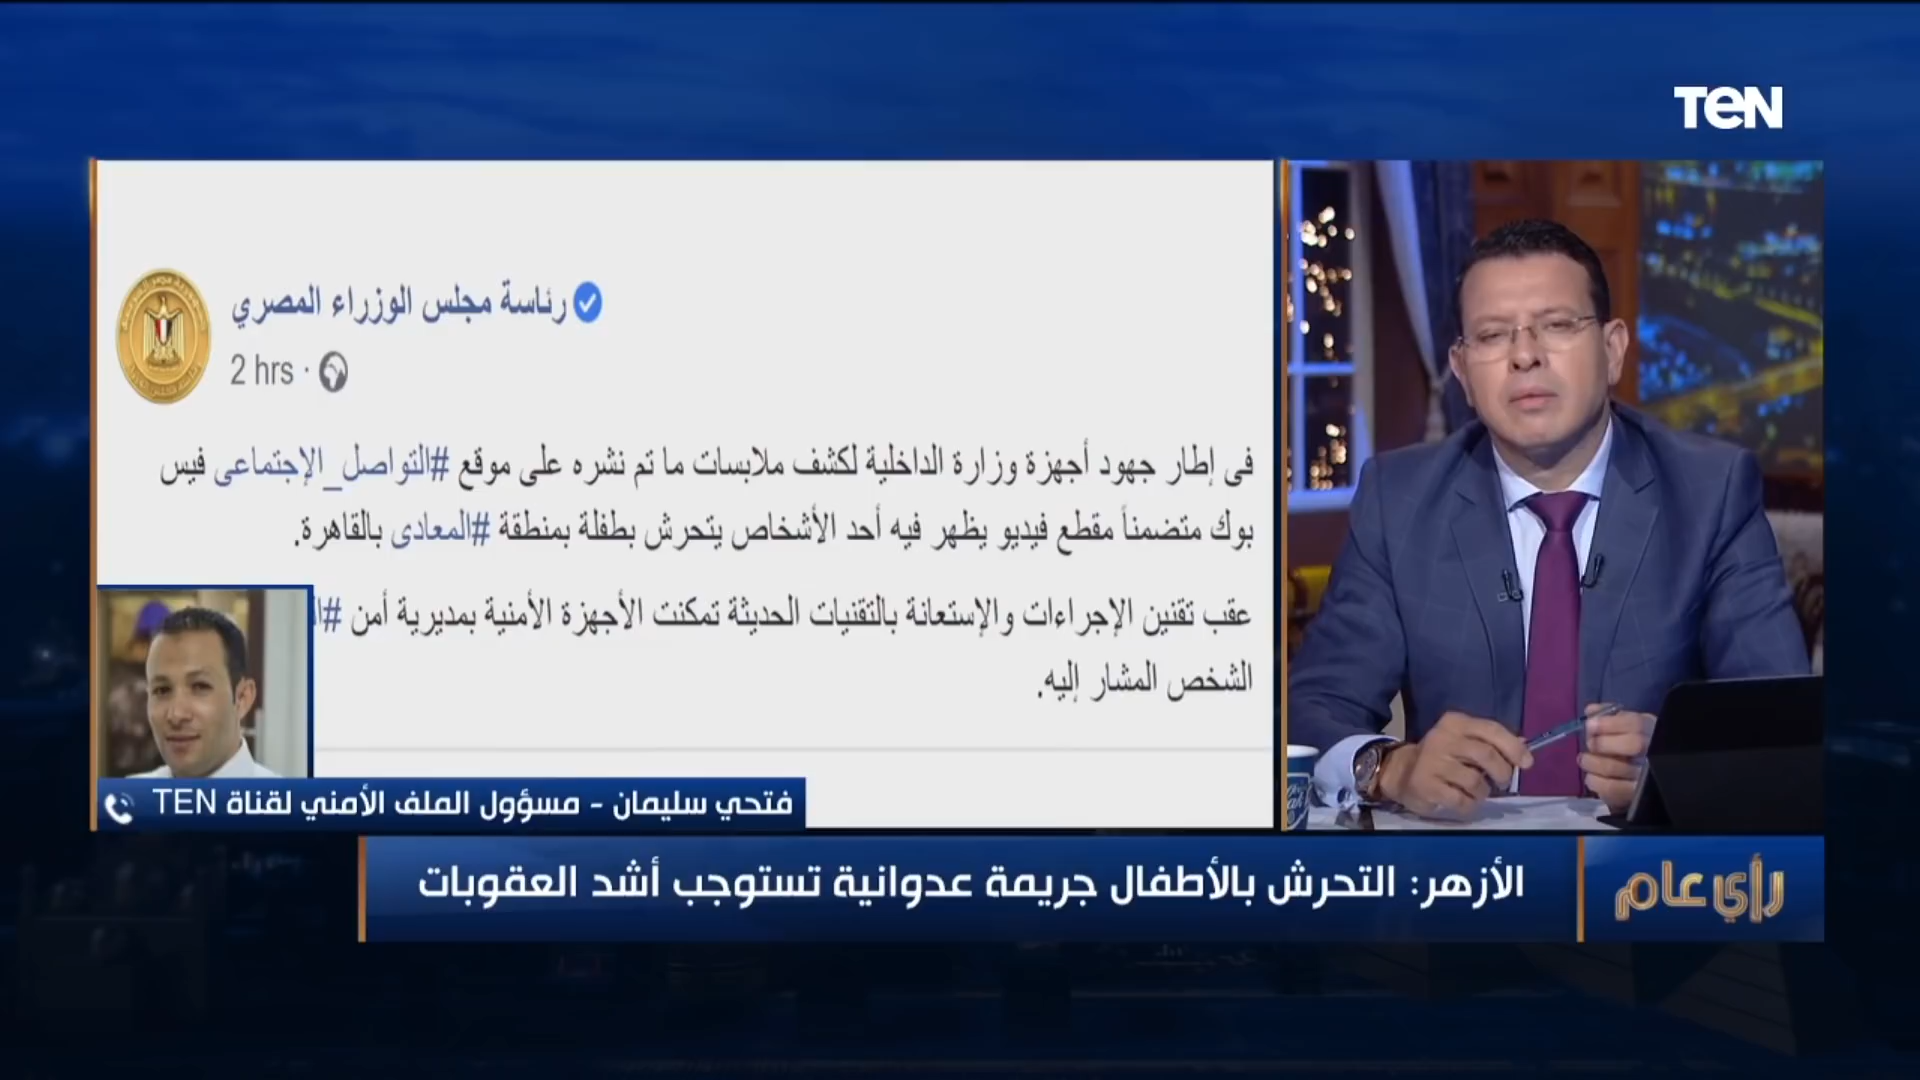 TEN
رئاسة مجلس الوزراء المصري
2 hrs ·
فى إطار جهود أجهزة وزارة الداخلية لكشف ملابسات ما تم نشره على موقع #التواصل_الإجتماعى فيس
بوك متضمناً مقطع فيديو يظهر فيه أحد الأشخاص يتحرش بطفلة بمنطقة #المعادى بالقاهرة.
عقب تقنين الإجراءات والإستعانة بالتقنيات الحديثة تمكنت الأجهزة الأمنية بمديرية أمن
الشخص المشار إليه.
فتحي سليمان - مسؤول الملف الأمني لقناة TEN
رأي عام
الأزهر: التحرش بالأطفال جريمة عدوانية تستوجب أشد العقوبات